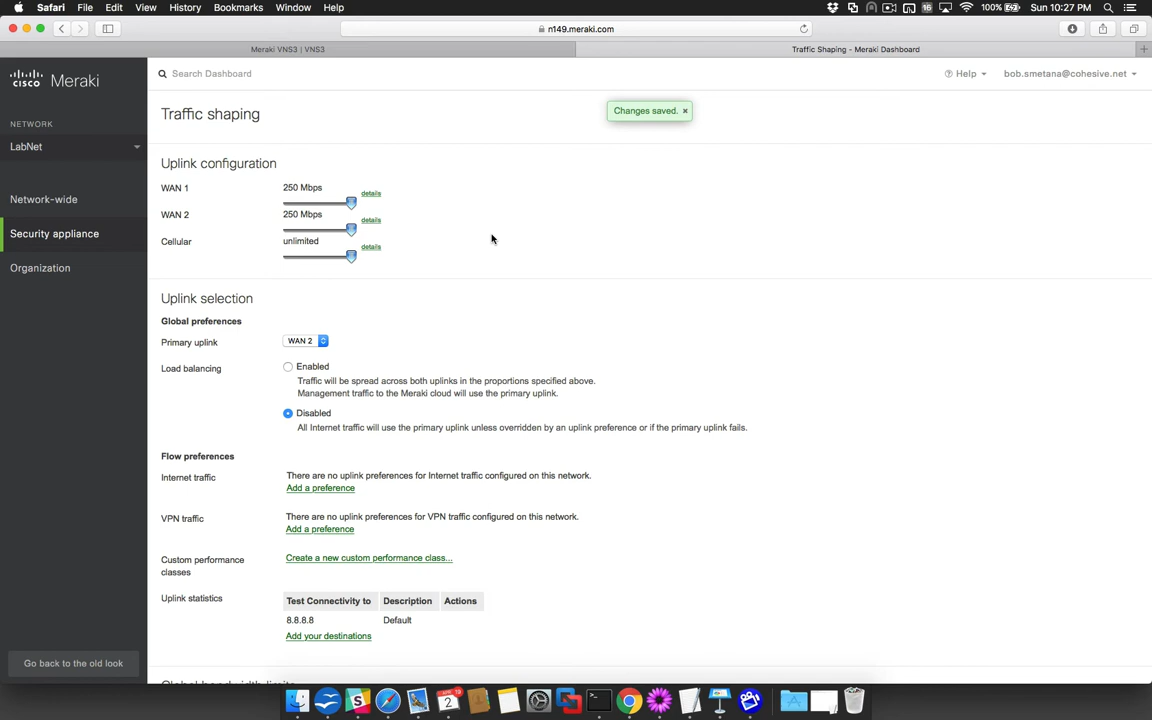 Safari File Edit View History Bookmarks Window Help 16 100% Sun 10:27 PM
n149.meraki.com
Meraki VNS3 | VNS3
Traffic Shaping - Meraki Dashboard
CISCO Meraki
Search Dashboard
Help
bob.smetana@cohesive.net
NETWORK
LabNet
Network-wide
Security appliance
Organization
Go back to the old look
Traffic shaping
Changes saved. ×
Uplink configuration
WAN 1 250 Mbps details
WAN 2 250 Mbps details
Cellular unlimited details
Uplink selection
Global preferences
Primary uplink WAN 2
Load balancing Enabled
Traffic will be spread across both uplinks in the proportions specified above.
Management traffic to the Meraki cloud will use the primary uplink.
Disabled
All Internet traffic will use the primary uplink unless overridden by an uplink preference or if the primary uplink fails.
Flow preferences
Internet traffic There are no uplink preferences for Internet traffic configured on this network.
Add a preference
VPN traffic There are no uplink preferences for VPN traffic configured on this network.
Add a preference
Custom performance classes Create a new custom performance class...
Uplink statistics
Test Connectivity to Description Actions
8.8.8.8 Default
Add your destinations